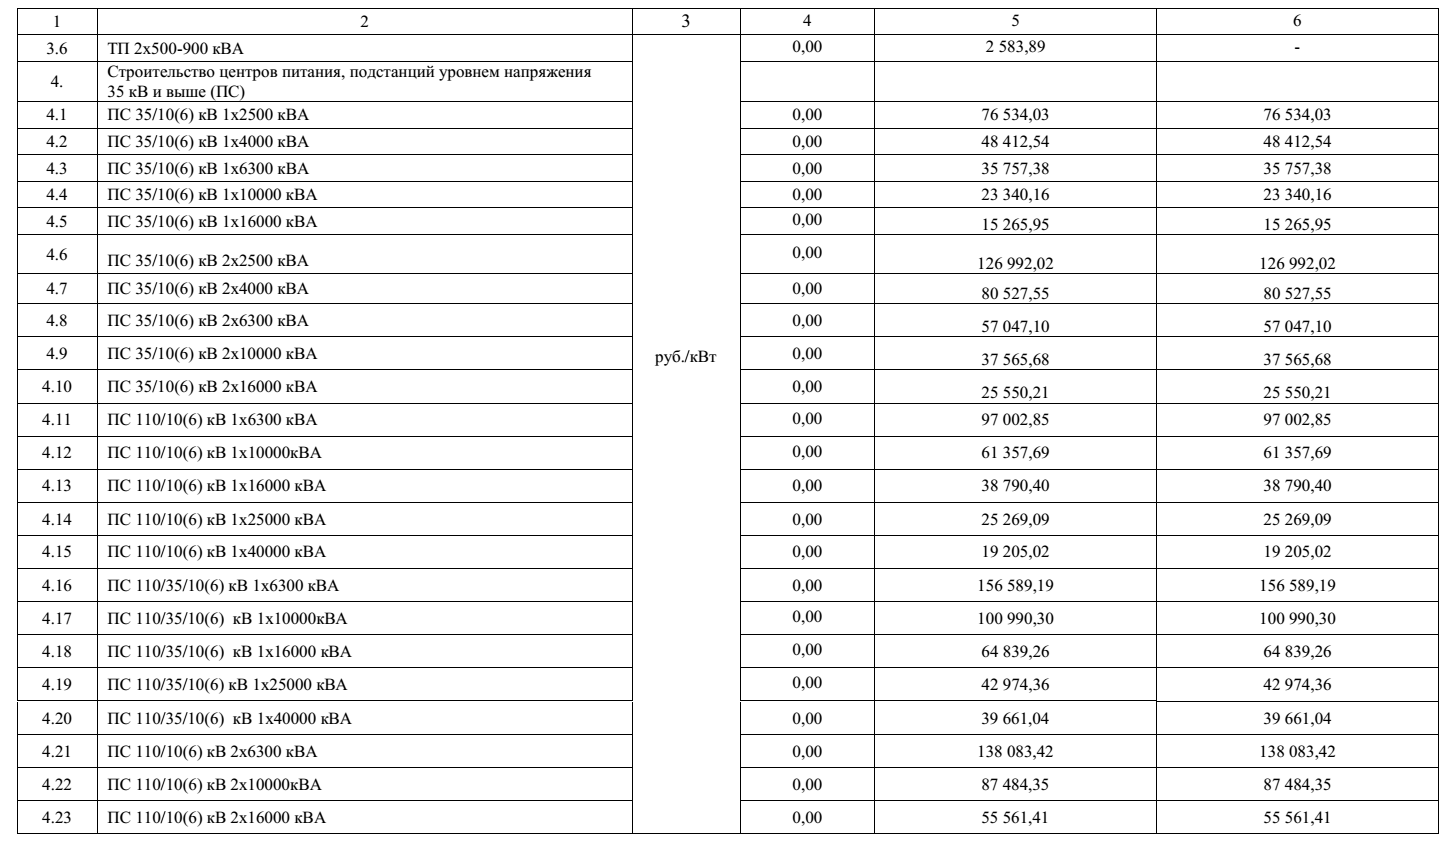 1 2 3 4 5 6
3.6 ТП 2х500-900 кВА 0,00 2 583,89 -
4. Строительство центров питания, подстанций уровнем напряжения
35 кВ и выше (ПС)
4.1 ПС 35/10(6) кВ 1х2500 кВА 0,00 76 534,03 76 534,03
4.2 ПС 35/10(6) кВ 1х4000 кВА 0,00 48 412,54 48 412,54
4.3 ПС 35/10(6) кВ 1х6300 кВА 0,00 35 757,38 35 757,38
4.4 ПС 35/10(6) кВ 1х10000 кВА 0,00 23 340,16 23 340,16
4.5 ПС 35/10(6) кВ 1х16000 кВА 0,00 15 265,95 15 265,95
4.6 ПС 35/10(6) кВ 2х2500 кВА 0,00 126 992,02 126 992,02
4.7 ПС 35/10(6) кВ 2х4000 кВА 0,00 80 527,55 80 527,55
4.8 ПС 35/10(6) кВ 2х6300 кВА 0,00 57 047,10 57 047,10
4.9 ПС 35/10(6) кВ 2х10000 кВА руб./кВт 0,00 37 565,68 37 565,68
4.10 ПС 35/10(6) кВ 2х16000 кВА 0,00 25 550,21 25 550,21
4.11 ПС 110/10(6) кВ 1х6300 кВА 0,00 97 002,85 97 002,85
4.12 ПС 110/10(6) кВ 1х10000кВА 0,00 61 357,69 61 357,69
4.13 ПС 110/10(6) кВ 1х16000 кВА 0,00 38 790,40 38 790,40
4.14 ПС 110/10(6) кВ 1х25000 кВА 0,00 25 269,09 25 269,09
4.15 ПС 110/10(6) кВ 1х40000 кВА 0,00 19 205,02 19 205,02
4.16 ПС 110/35/10(6) кВ 1х6300 кВА 0,00 156 589,19 156 589,19
4.17 ПС 110/35/10(6) кВ 1х10000кВА 0,00 100 990,30 100 990,30
4.18 ПС 110/35/10(6) кВ 1х16000 кВА 0,00 64 839,26 64 839,26
4.19 ПС 110/35/10(6) кВ 1х25000 кВА 0,00 42 974,36 42 974,36
4.20 ПС 110/35/10(6) кВ 1х40000 кВА 0,00 39 661,04 39 661,04
4.21 ПС 110/10(6) кВ 2х6300 кВА 0,00 138 083,42 138 083,42
4.22 ПС 110/10(6) кВ 2х10000кВА 0,00 87 484,35 87 484,35
4.23 ПС 110/10(6) кВ 2х16000 кВА 0,00 55 561,41 55 561,41